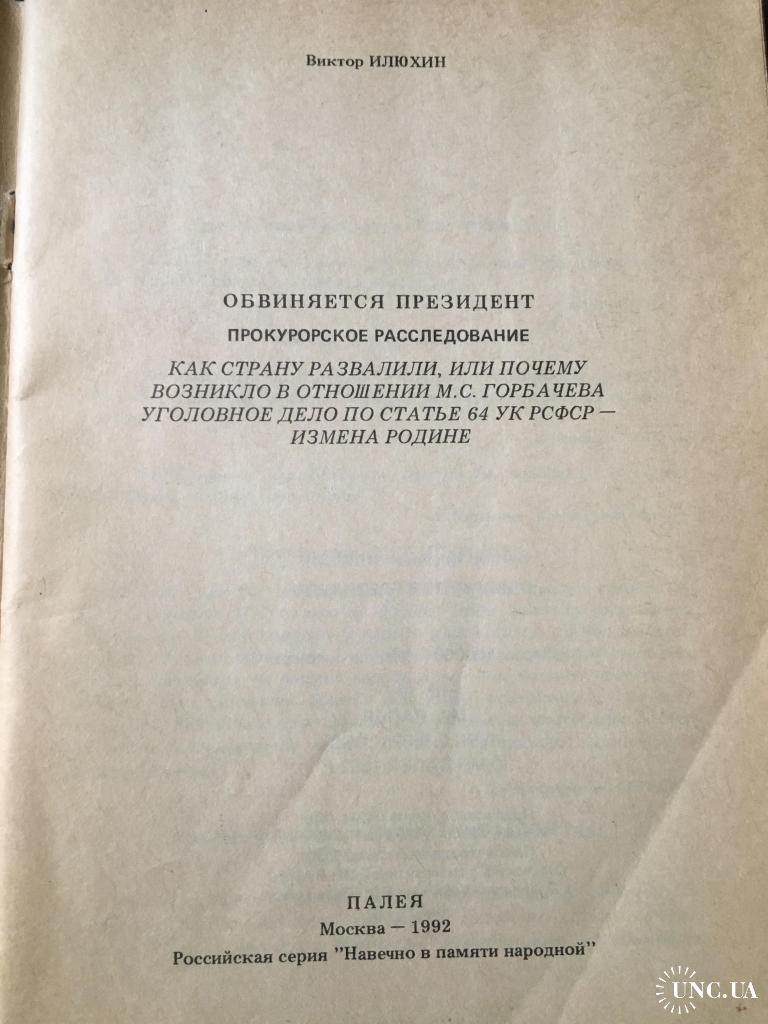 Виктор ИЛЮХИН
ОБВИНЯЕТСЯ ПРЕЗИДЕНТ
ПРОКУРОРСКОЕ РАССЛЕДОВАНИЕ
КАК СТРАНУ РАЗВАЛИЛИ, ИЛИ ПОЧЕМУ
ВОЗНИКЛО В ОТНОШЕНИИ М.С. ГОРБАЧЕВА
УГОЛОВНОЕ ДЕЛО ПО СТАТЬЕ 64 УК РСФСР —
ИЗМЕНА РОДИНЕ
ПАЛЕЯ
Москва — 1992
Российская серия "Навечно в памяти народной"
UNC.UA